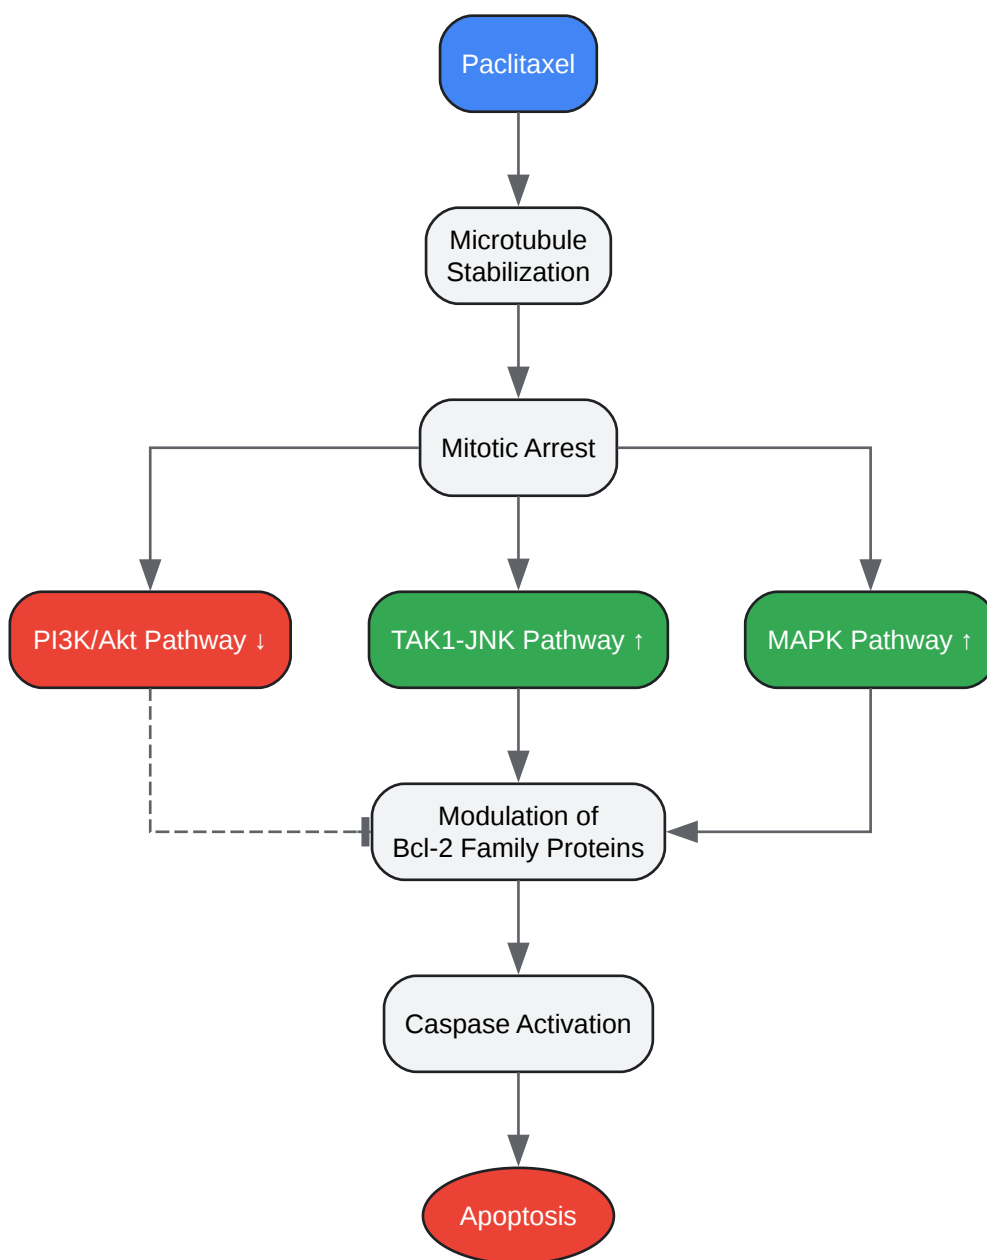 Paclitaxel
Microtubule
Stabilization
Mitotic Arrest
PI3K/Akt Pathway ↓
TAK1-JNK Pathway ↑
MAPK Pathway ↑
Modulation of
Bcl-2 Family Proteins
Caspase Activation
Apoptosis